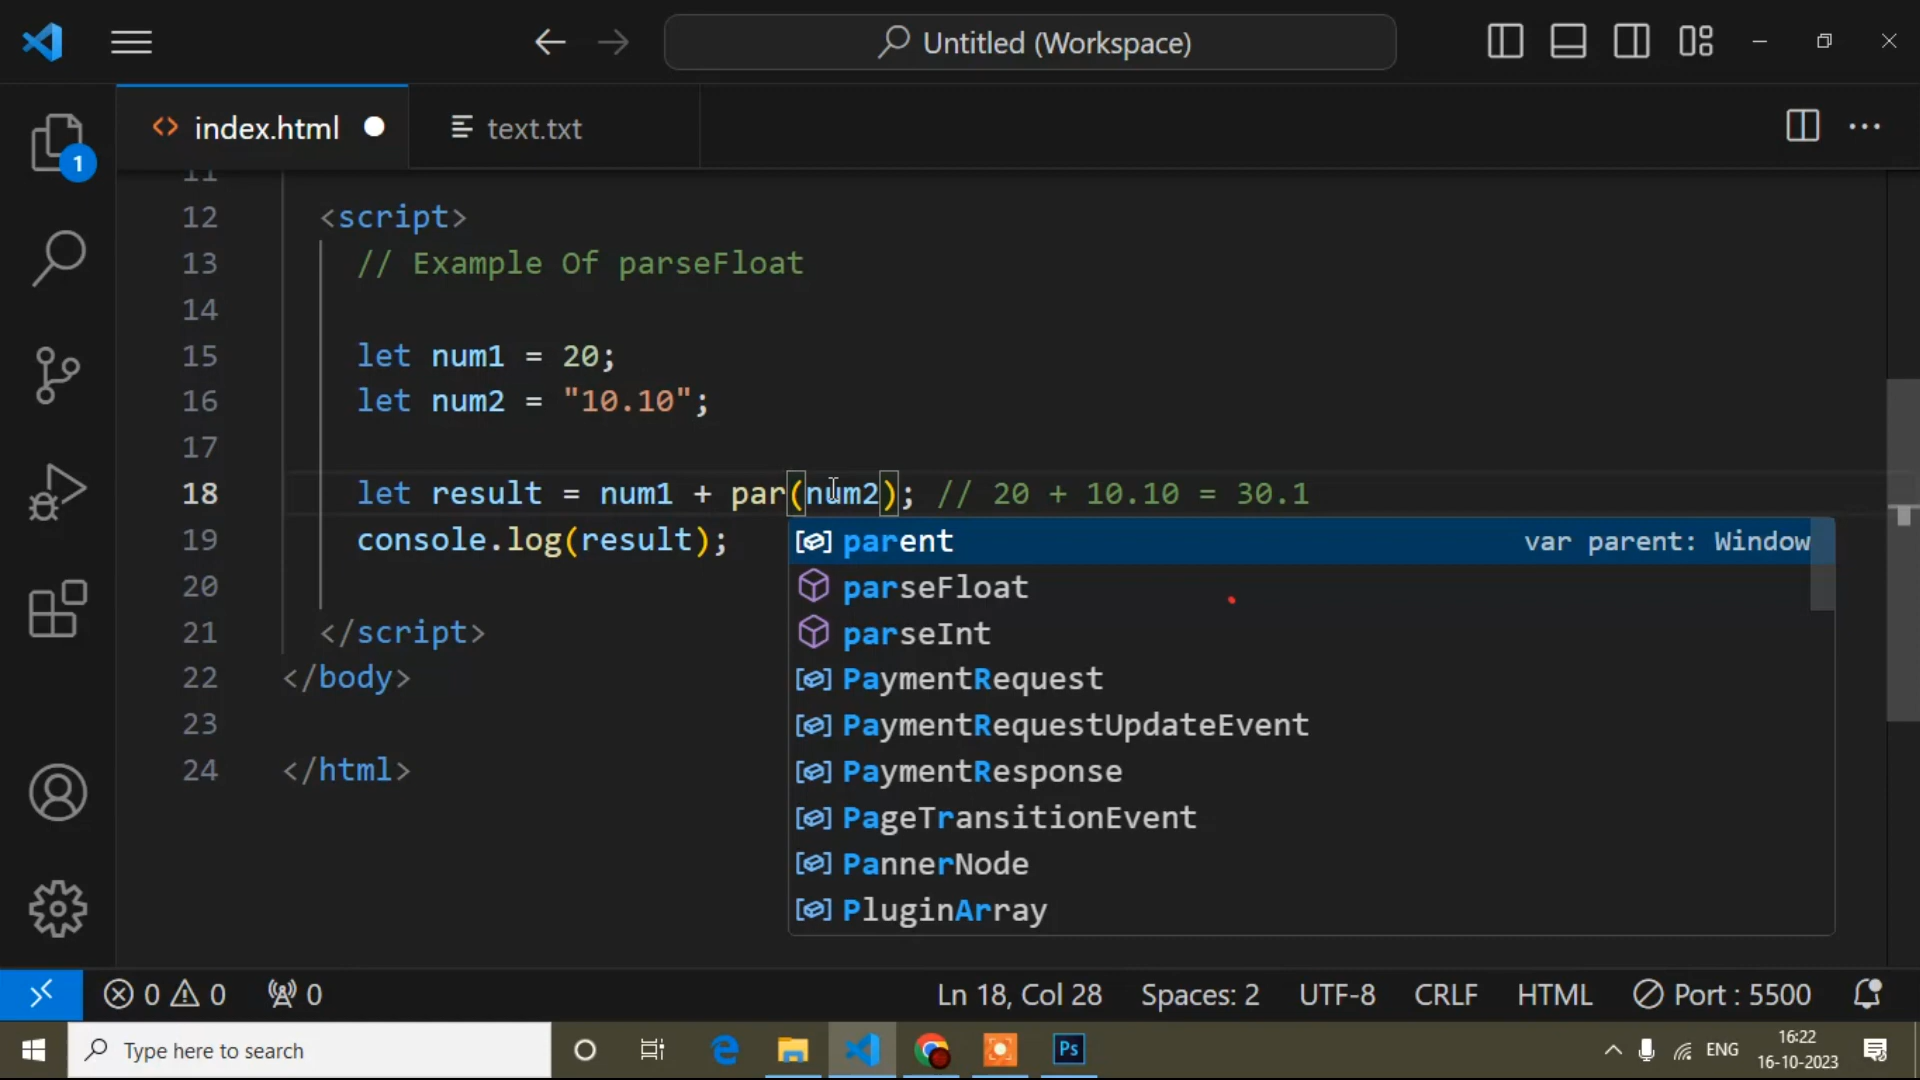 Untitled (Workspace)
index.html
text.txt
11
12 <script>
13 // Example Of parseFloat
14
15 let num1 = 20;
16 let num2 = "10.10";
17
18 let result = num1 + par(num2); // 20 + 10.10 = 30.1
19 console.log(result);
20
21 </script>
22 </body>
23
24 </html>
parent var parent: Window
parseFloat
parseInt
PaymentRequest
PaymentRequestUpdateEvent
PaymentResponse
PageTransitionEvent
PannerNode
PluginArray
1
0 0 0 Ln 18, Col 28 Spaces: 2 UTF-8 CRLF HTML Port : 5500
Type here to search
Ps
ENG
16:22
16-10-2023